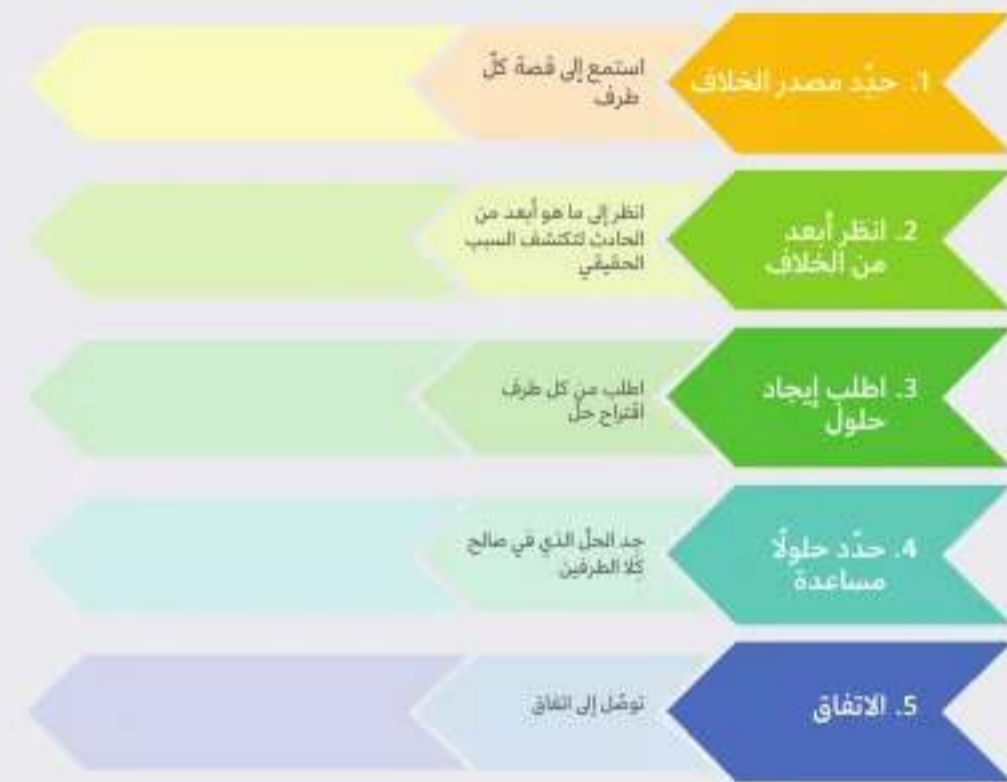 1. حدّد مصدر الخلاف
استمع إلى قصة كلّ
طرف
2. انظر أبعد
من الخلاف
انظر إلى ما هو أبعد من
الحادث لتكتشف السبب
الحقيقي
3. اطلب إيجاد
حلول
اطلب من كل طرف
اقتراح حلّ
4. حدّد حلولًا
مساعدة
جد الحلّ الذي في صالح
كلا الطرفين
5. الاتفاق
توصّل إلى اتفاق